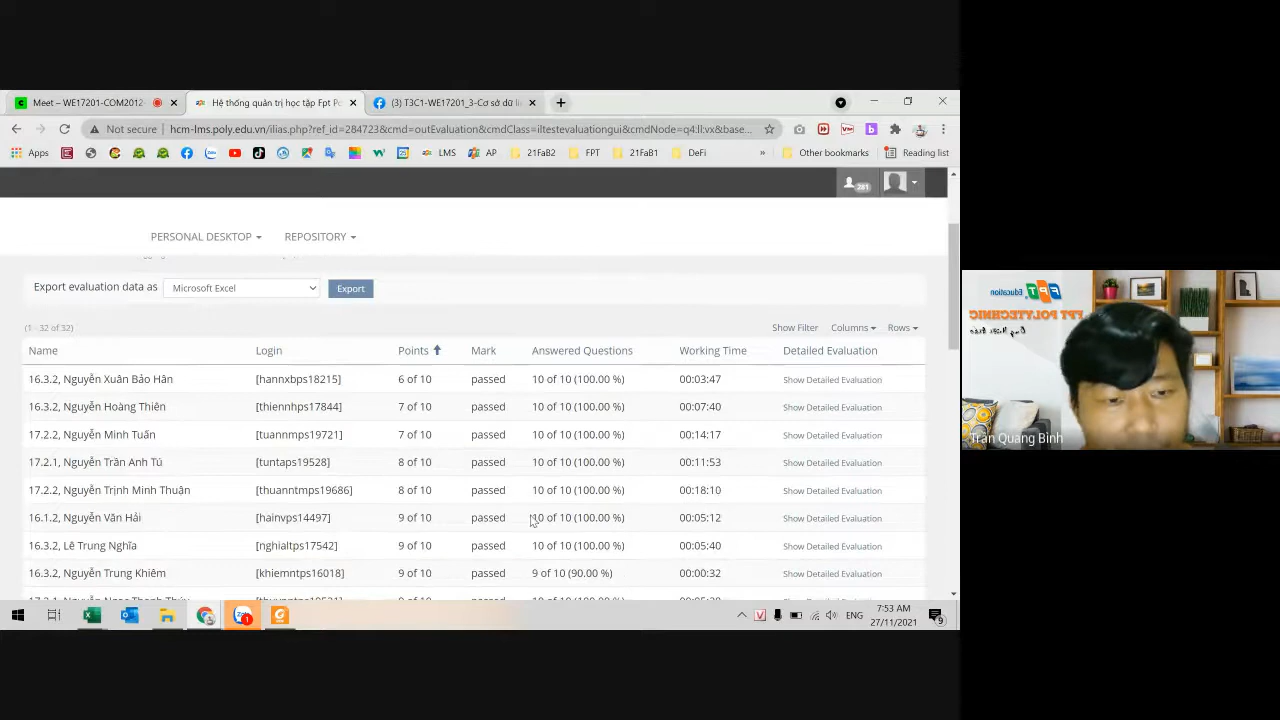 Meet – WE17201-COM2012-
Hệ thống quản trị học tập Fpt Po
(3) T3C1-WE17201_3-Cơ sở dữ li
Not secure
hcm-lms.poly.edu.vn/ilias.php?ref_id=284723&cmd=outEvaluation&cmdClass=iltestevaluationgui&cmdNode=q4:ll:vx&base...
Apps
LMS
AP
21FaB2
FPT
21FaB1
DeFi
»
Other bookmarks
Reading list
281
PERSONAL DESKTOP
REPOSITORY
Export evaluation data as
Microsoft Excel
Export
(1 - 32 of 32)
Show Filter
Columns
Rows
Name Login Points Mark Answered Questions Working Time Detailed Evaluation
16.3.2, Nguyễn Xuân Bảo Hân [hannxbps18215] 6 of 10 passed 10 of 10 (100.00 %) 00:03:47 Show Detailed Evaluation
16.3.2, Nguyễn Hoàng Thiên [thiennhps17844] 7 of 10 passed 10 of 10 (100.00 %) 00:07:40 Show Detailed Evaluation
17.2.2, Nguyễn Minh Tuấn [tuannmps19721] 7 of 10 passed 10 of 10 (100.00 %) 00:14:17 Show Detailed Evaluation
17.2.1, Nguyễn Trần Anh Tú [tuntaps19528] 8 of 10 passed 10 of 10 (100.00 %) 00:11:53 Show Detailed Evaluation
17.2.2, Nguyễn Trịnh Minh Thuận [thuanntmps19686] 8 of 10 passed 10 of 10 (100.00 %) 00:18:10 Show Detailed Evaluation
16.1.2, Nguyễn Văn Hải [hainvps14497] 9 of 10 passed 10 of 10 (100.00 %) 00:05:12 Show Detailed Evaluation
16.3.2, Lê Trung Nghĩa [nghialtps17542] 9 of 10 passed 10 of 10 (100.00 %) 00:05:40 Show Detailed Evaluation
16.3.2, Nguyễn Trung Khiêm [khiemntps16018] 9 of 10 passed 9 of 10 (90.00 %) 00:00:32 Show Detailed Evaluation
ENG
7:53 AM
27/11/2021
FPT Education
FPT POLYTECHNIC
Trần Quang Bình